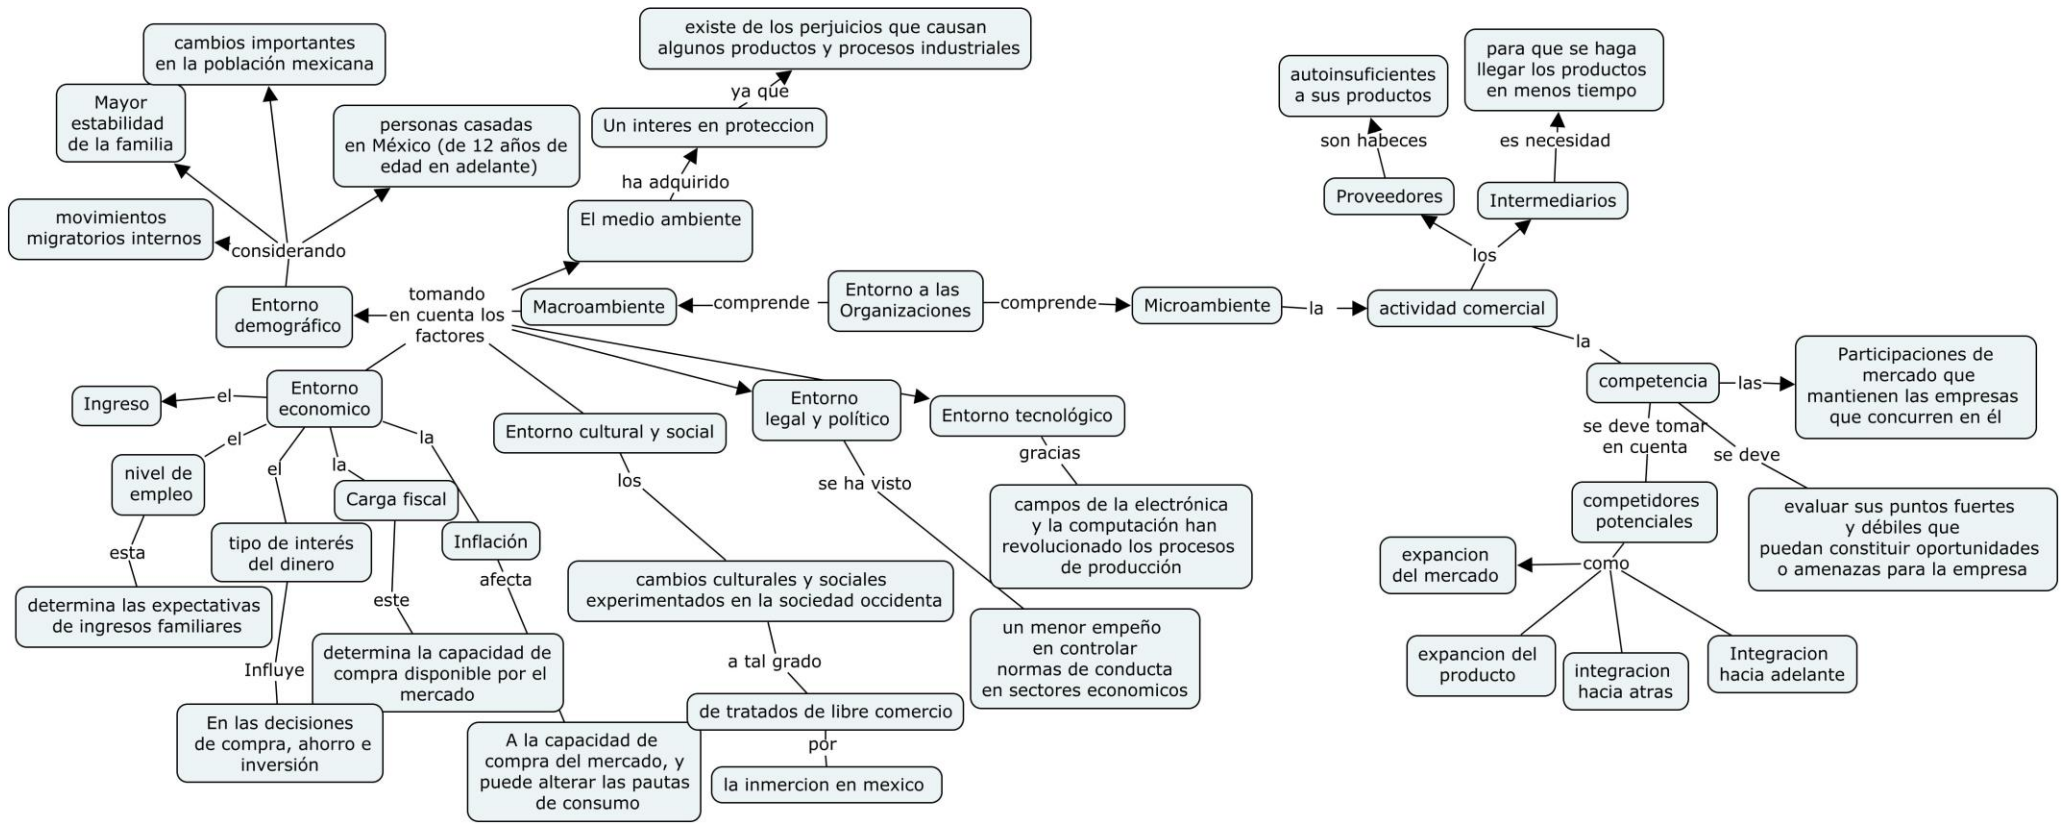 cambios importantes
en la población mexicana
Mayor
estabilidad
de la familia
personas casadas
en México (de 12 años de
edad en adelante)
movimientos
migratorios internos
considerando
Entorno
demográfico
existe de los perjuicios que causan
algunos productos y procesos industriales
ya que
Un interes en proteccion
ha adquirido
El medio ambiente
tomando
en cuenta los
factores
Macroambiente
comprende
Entorno a las
Organizaciones
comprende
Microambiente
la
actividad comercial
los
Proveedores
son habeces
autoinsuficientes
a sus productos
Intermediarios
es necesidad
para que se haga
llegar los productos
en menos tiempo
la
competencia
las
Participaciones de
mercado que
mantienen las empresas
que concurren en él
se deve tomar
en cuenta
se deve
competidores
potenciales
evaluar sus puntos fuertes
y débiles que
puedan constituir oportunidades
o amenazas para la empresa
como
expancion
del mercado
expancion del
producto
integracion
hacia atras
Integracion
hacia adelante
Entorno
economico
el
Ingreso
el
nivel de
empleo
esta
determina las expectativas
de ingresos familiares
el
tipo de interés
del dinero
Influye
En las decisiones
de compra, ahorro e
inversión
la
Carga fiscal
este
determina la capacidad de
compra disponible por el
mercado
la
Inflación
afecta
A la capacidad de
compra del mercado, y
puede alterar las pautas
de consumo
Entorno cultural y social
los
cambios culturales y sociales
experimentados en la sociedad occidenta
a tal grado
de tratados de libre comercio
por
la inmercion en mexico
Entorno
legal y político
se ha visto
un menor empeño
en controlar
normas de conducta
en sectores economicos
Entorno tecnológico
gracias
campos de la electrónica
y la computación han
revolucionado los procesos
de producción